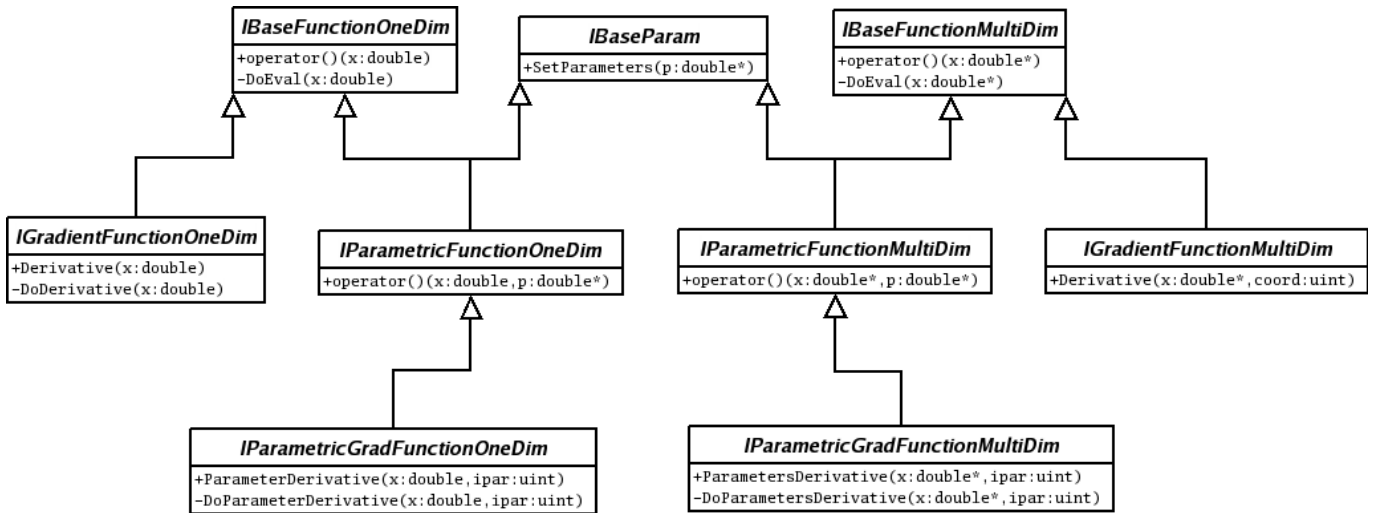 IBaseFunctionOneDim
+operator()(x:double)
-DoEval(x:double)
IBaseParam
+SetParameters(p:double*)
IBaseFunctionMultiDim
+operator()(x:double*)
-DoEval(x:double*)
IGradientFunctionOneDim
+Derivative(x:double)
-DoDerivative(x:double)
IParametricFunctionOneDim
+operator()(x:double,p:double*)
IParametricFunctionMultiDim
+operator()(x:double*,p:double*)
IGradientFunctionMultiDim
+Derivative(x:double*,coord:uint)
IParametricGradFunctionOneDim
+ParameterDerivative(x:double,ipar:uint)
-DoParameterDerivative(x:double,ipar:uint)
IParametricGradFunctionMultiDim
+ParametersDerivative(x:double*,ipar:uint)
-DoParametersDerivative(x:double*,ipar:uint)